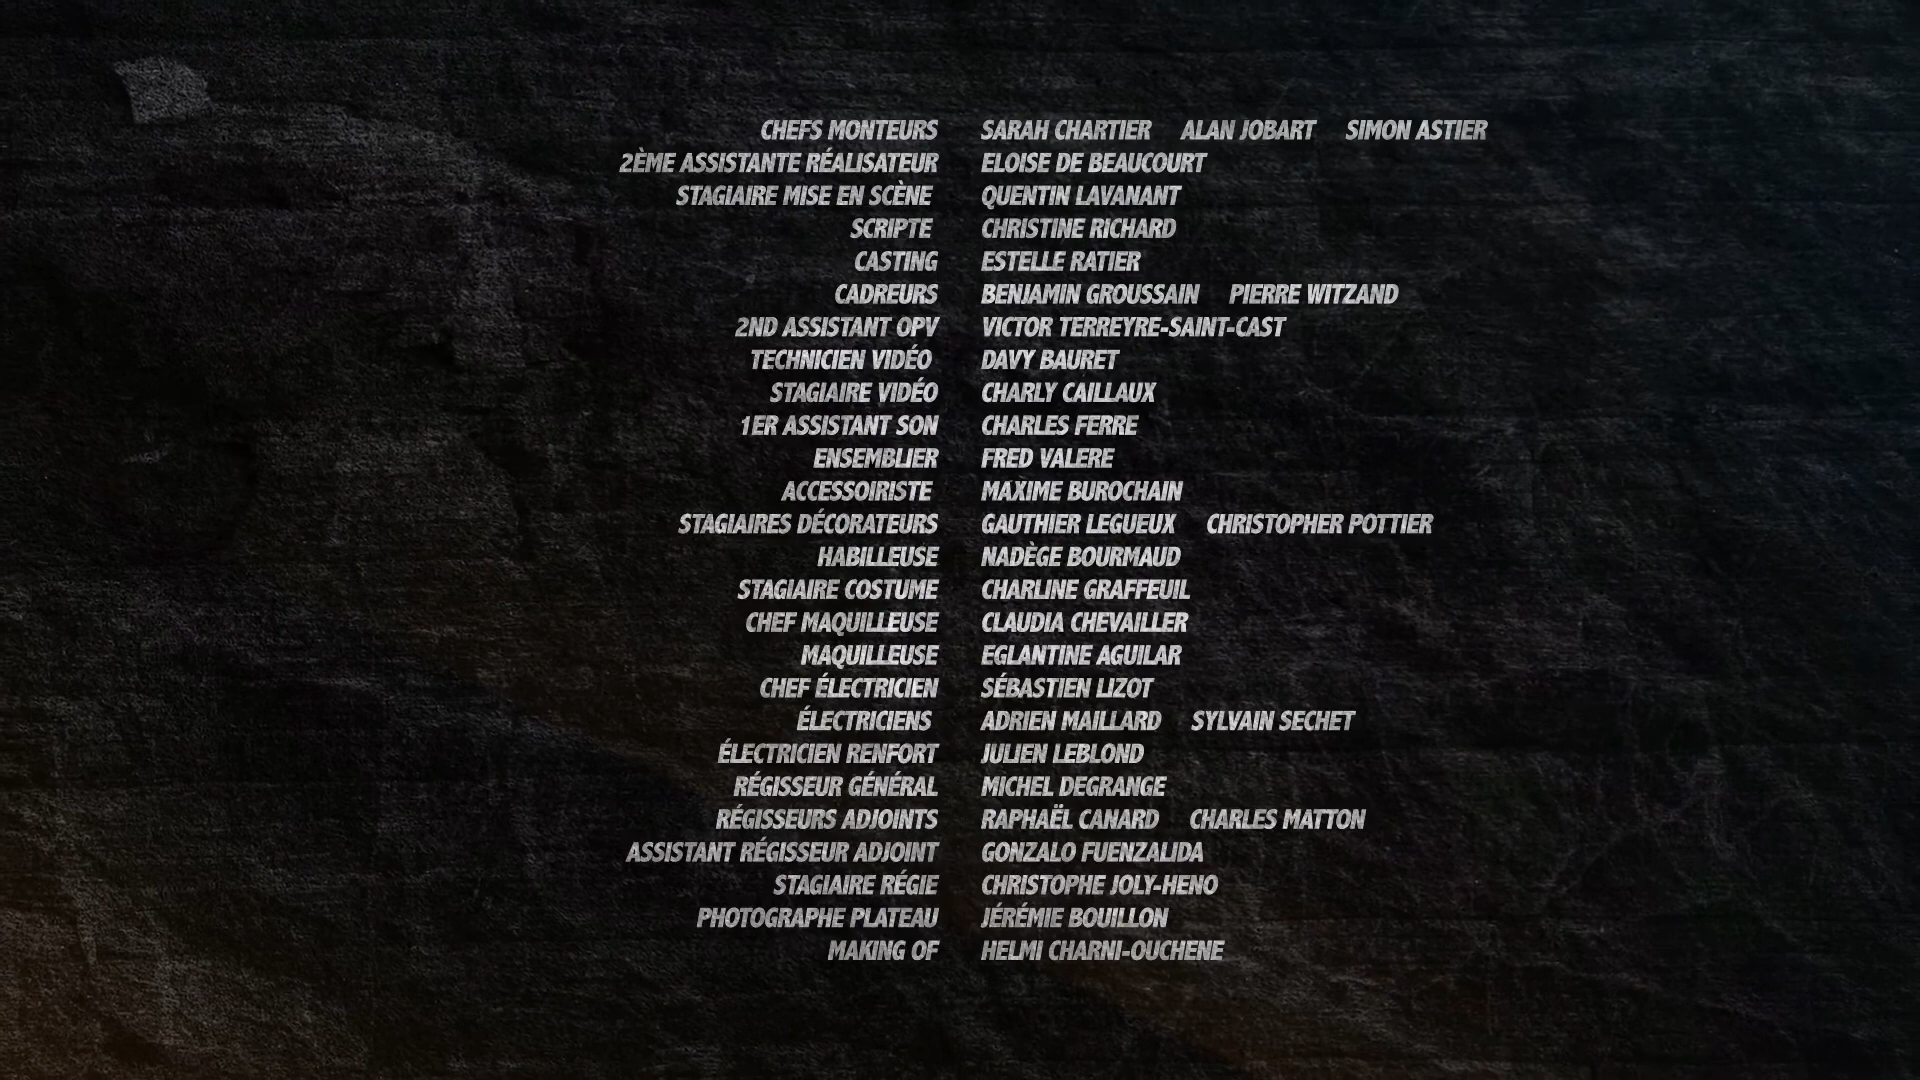 CHEFS MONTEURS SARAH CHARTIER ALAN JOBART SIMON ASTIER
2ÈME ASSISTANTE RÉALISATEUR ELOISE DE BEAUCOURT
STAGIAIRE MISE EN SCÈNE QUENTIN LAVANANT
SCRIPTE CHRISTINE RICHARD
CASTING ESTELLE RATIER
CADREURS BENJAMIN GROUSSAIN PIERRE WITZAND
2ND ASSISTANT OPV VICTOR TERREYRE-SAINT-CAST
TECHNICIEN VIDÉO DAVY BAURET
STAGIAIRE VIDÉO CHARLY CAILLAUX
1ER ASSISTANT SON CHARLES FERRE
ENSEMBLIER FRED VALERE
ACCESSOIRISTE MAXIME BUROCHAIN
STAGIAIRES DÉCORATEURS GAUTHIER LEGUEUX CHRISTOPHER POTTIER
HABILLEUSE NADÈGE BOURMAUD
STAGIAIRE COSTUME CHARLINE GRAFFEUIL
CHEF MAQUILLEUSE CLAUDIA CHEVAILLER
MAQUILLEUSE EGLANTINE AGUILAR
CHEF ÉLECTRICIEN SÉBASTIEN LIZOT
ÉLECTRICIENS ADRIEN MAILLARD SYLVAIN SECHET
ÉLECTRICIEN RENFORT JULIEN LEBLOND
RÉGISSEUR GÉNÉRAL MICHEL DEGRANGE
RÉGISSEURS ADJOINTS RAPHAËL CANARD CHARLES MATTON
ASSISTANT RÉGISSEUR ADJOINT GONZALO FUENZALIDA
STAGIAIRE RÉGIE CHRISTOPHE JOLY-HENO
PHOTOGRAPHE PLATEAU JÉRÉMIE BOUILLON
MAKING OF HELMI CHARNI-OUCHENE